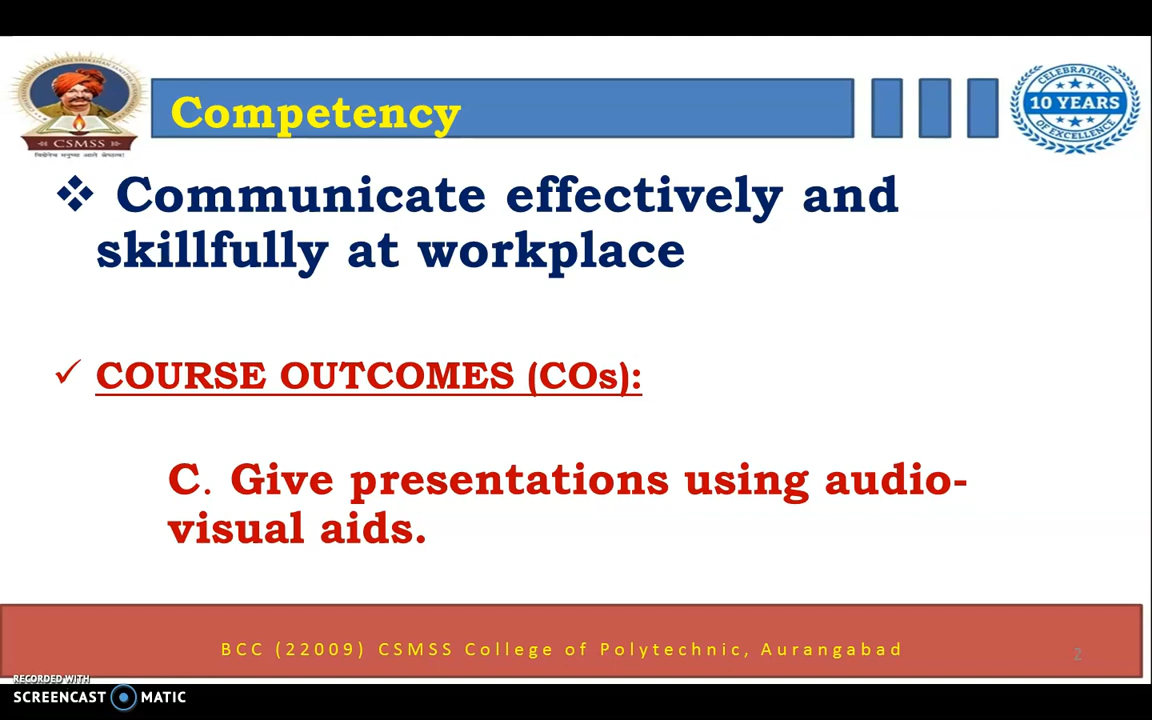 Competency
CELEBRATING
10 YEARS
OF EXCELLENCE
CSMSS
❖ Communicate effectively and
skillfully at workplace
✓ COURSE OUTCOMES (COs):
C. Give presentations using audio-
visual aids.
BCC (22009) CSMSS College of Polytechnic, Aurangabad
2
RECORDED WITH
SCREENCAST MATIC